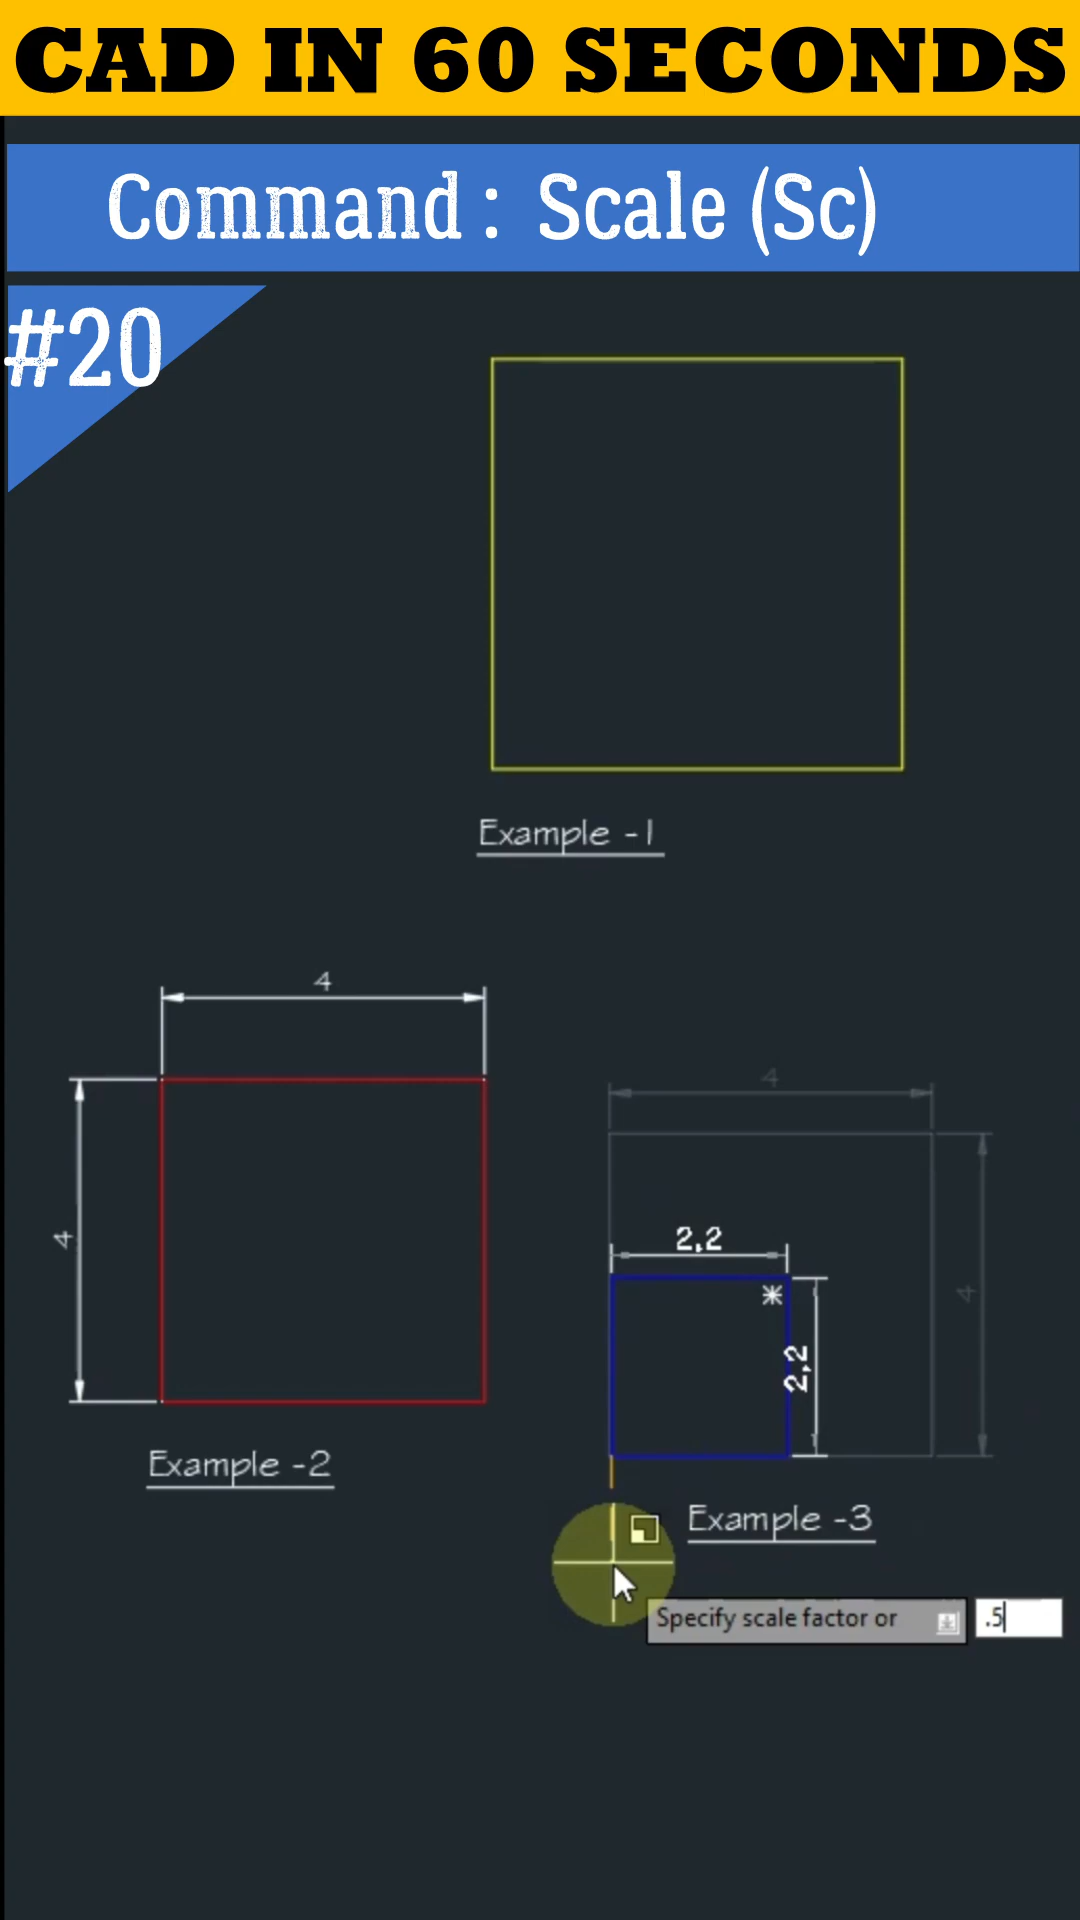 CAD IN 60 SECONDS
Command : Scale (Sc)
#20
Example -1
4
4
Example -2
4
2,2
4
2,2
Example -3
Specify scale factor or
.5